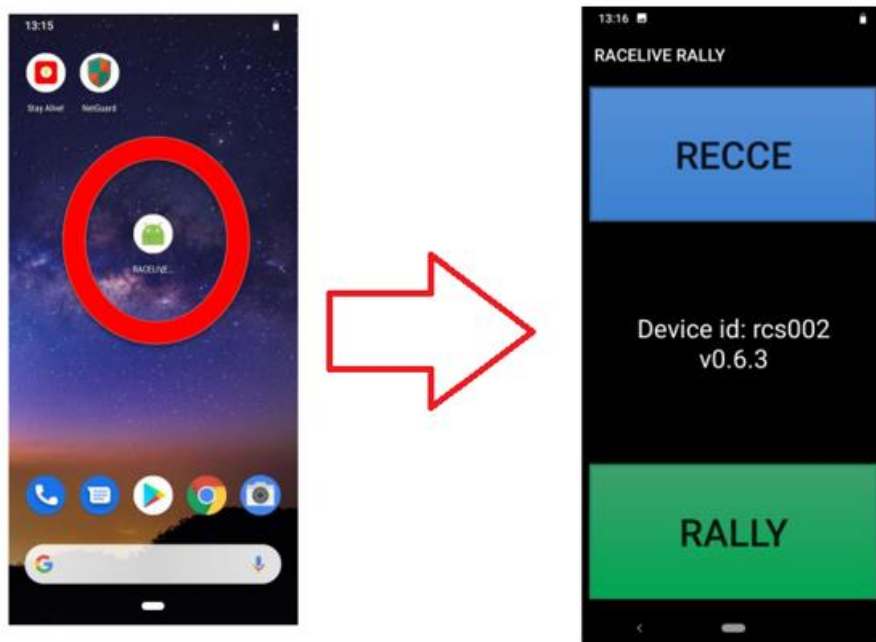 13:15
Stay Alive!
NetGuard
RACELIVE...
G
13:16
RACELIVE RALLY
RECCE
Device id: rcs002
v0.6.3
RALLY